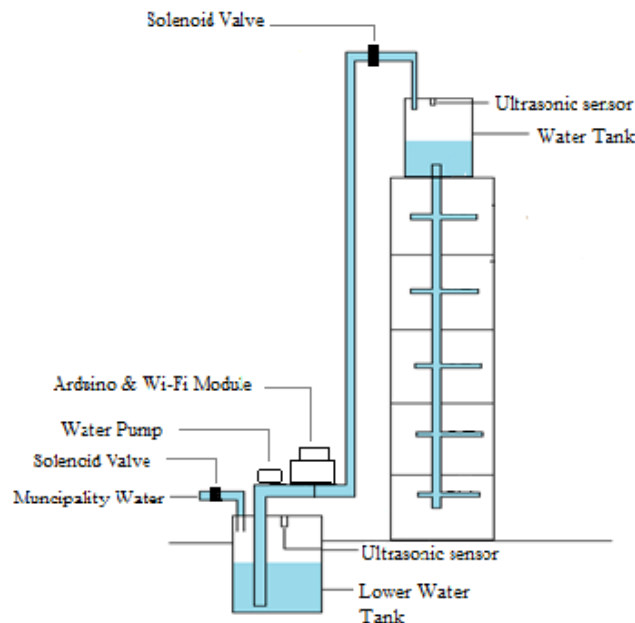 Solenoid Valve
Ultrasonic sensor
Water Tank
Arduino & Wi-Fi Module
Water Pump
Solenoid Valve
Muncipality Water
Ultrasonic sensor
Lower Water
Tank